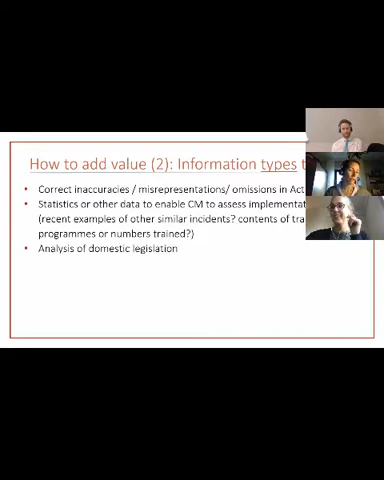 How to add value (2): Information types
• Correct inaccuracies / misrepresentations/ omissions in Act
• Statistics or other data to enable CM to assess
(recent examples of other similar incidents? contents of
programmes or numbers trained?)
• Analysis of domestic legislation